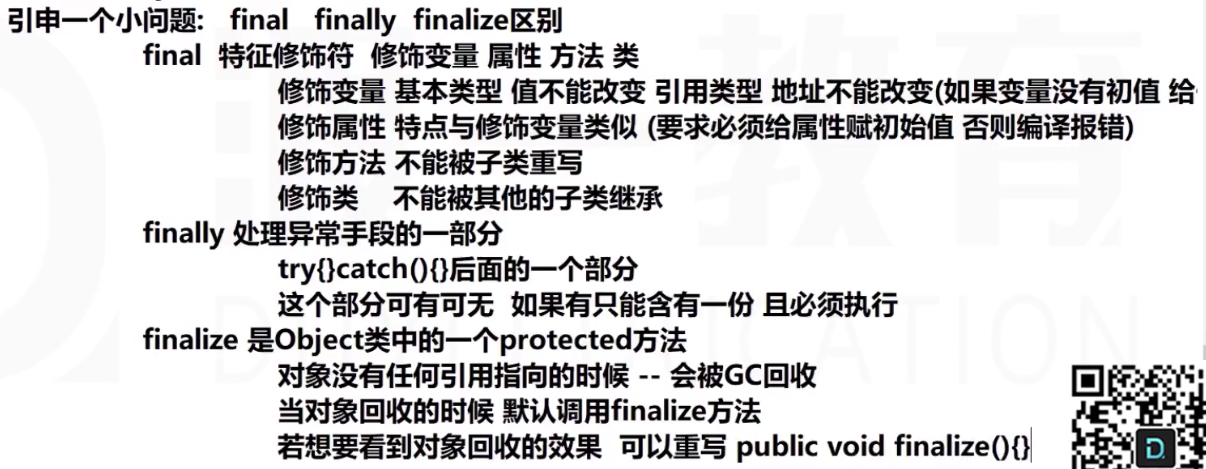 引申一个小问题:   final   finally  finalize区别
final  特征修饰符  修饰变量 属性 方法 类
修饰变量 基本类型 值不能改变 引用类型 地址不能改变(如果变量没有初值 给
修饰属性 特点与修饰变量类似 (要求必须给属性赋初始值 否则编译报错)
修饰方法 不能被子类重写
修饰类    不能被其他的子类继承
finally 处理异常手段的一部分
try{}catch(){}后面的一个部分
这个部分可有可无  如果有只能含有一份 且必须执行
finalize 是Object类中的一个protected方法
对象没有任何引用指向的时候 -- 会被GC回收
当对象回收的时候 默认调用finalize方法
若想要看到对象回收的效果  可以重写 public void finalize(){}